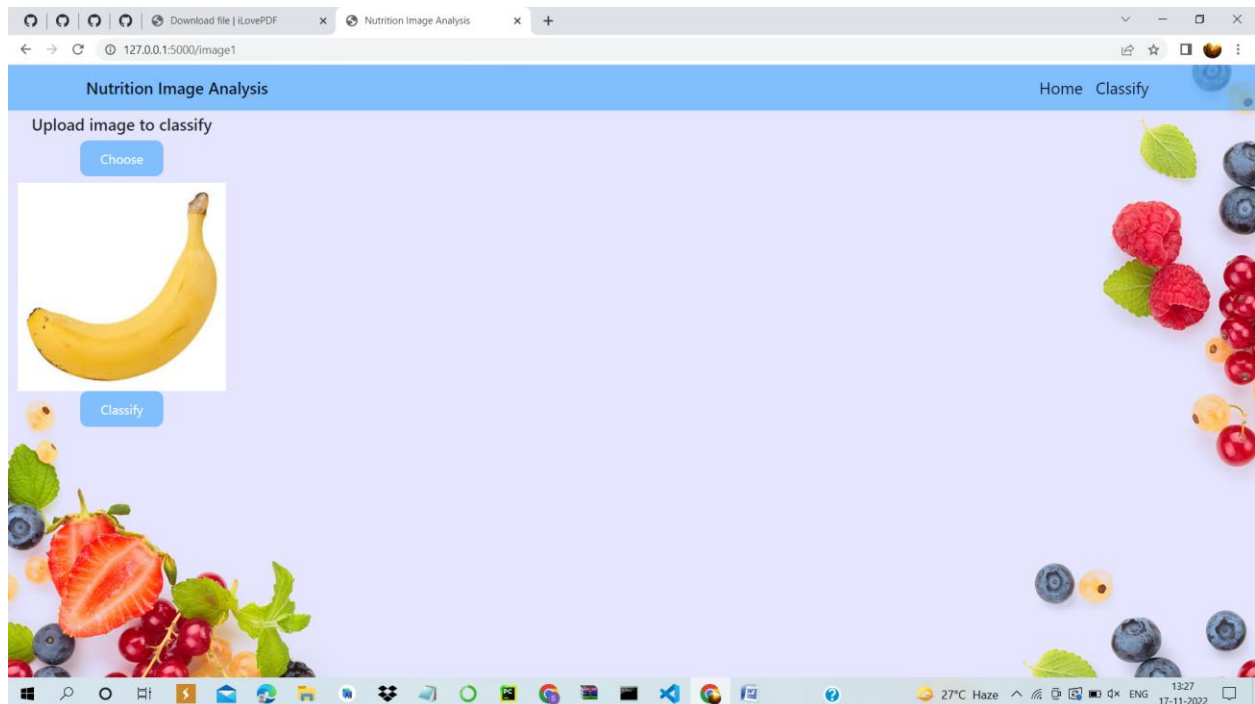 Download file | iLovePDF
Nutrition Image Analysis
127.0.0.1:5000/image1
Nutrition Image Analysis
Home Classify
Upload image to classify
Choose
Classify
27°C Haze
ENG
13:27
17-11-2022